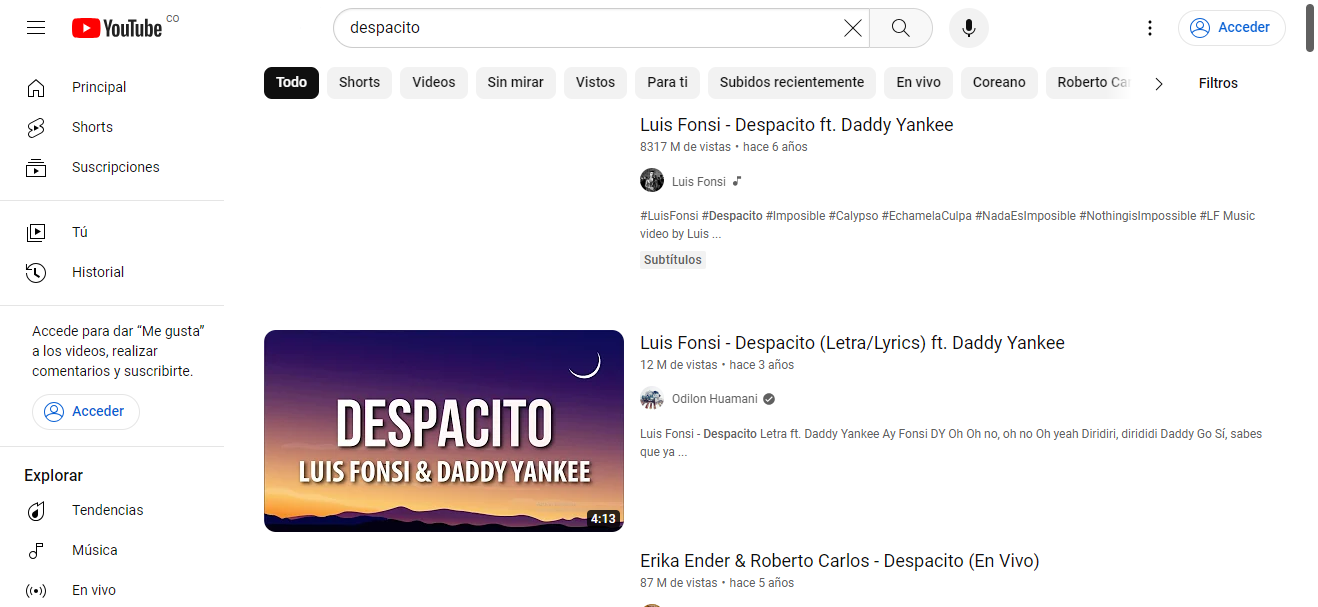 YouTube CO
despacito
Acceder
Principal
Shorts
Suscripciones
Tú
Historial
Accede para dar “Me gusta”
a los videos, realizar
comentarios y suscribirte.
Acceder
Explorar
Tendencias
Música
En vivo
Todo Shorts Videos Sin mirar Vistos Para ti Subidos recientemente En vivo Coreano Roberto Car Filtros
Luis Fonsi - Despacito ft. Daddy Yankee
8317 M de vistas • hace 6 años
Luis Fonsi
#LuisFonsi #Despacito #Imposible #Calypso #EchamelaCulpa #NadaEsImposible #NothingisImpossible #LF Music
video by Luis ...
Subtítulos
DESPACITO
LUIS FONSI & DADDY YANKEE
4:13
Luis Fonsi - Despacito (Letra/Lyrics) ft. Daddy Yankee
12 M de vistas • hace 3 años
Odilon Huamani
Luis Fonsi - Despacito Letra ft. Daddy Yankee Ay Fonsi DY Oh Oh no, oh no Oh yeah Diridiri, dirididi Daddy Go Sí, sabes
que ya ...
Erika Ender & Roberto Carlos - Despacito (En Vivo)
87 M de vistas • hace 5 años